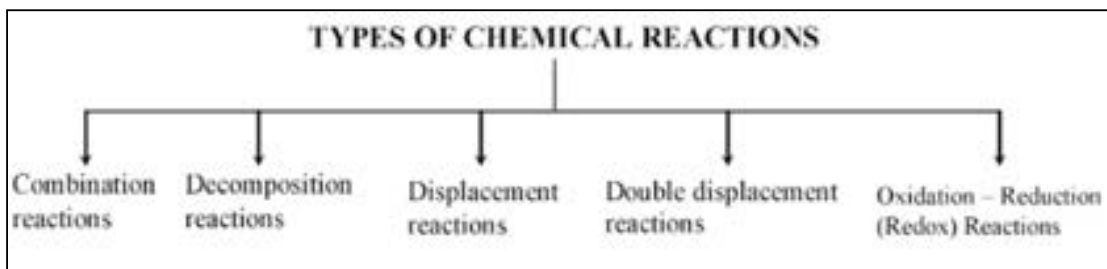 TYPES OF CHEMICAL REACTIONS
Combination
reactions
Decomposition
reactions
Displacement
reactions
Double displacement
reactions
Oxidation – Reduction
(Redox) Reactions